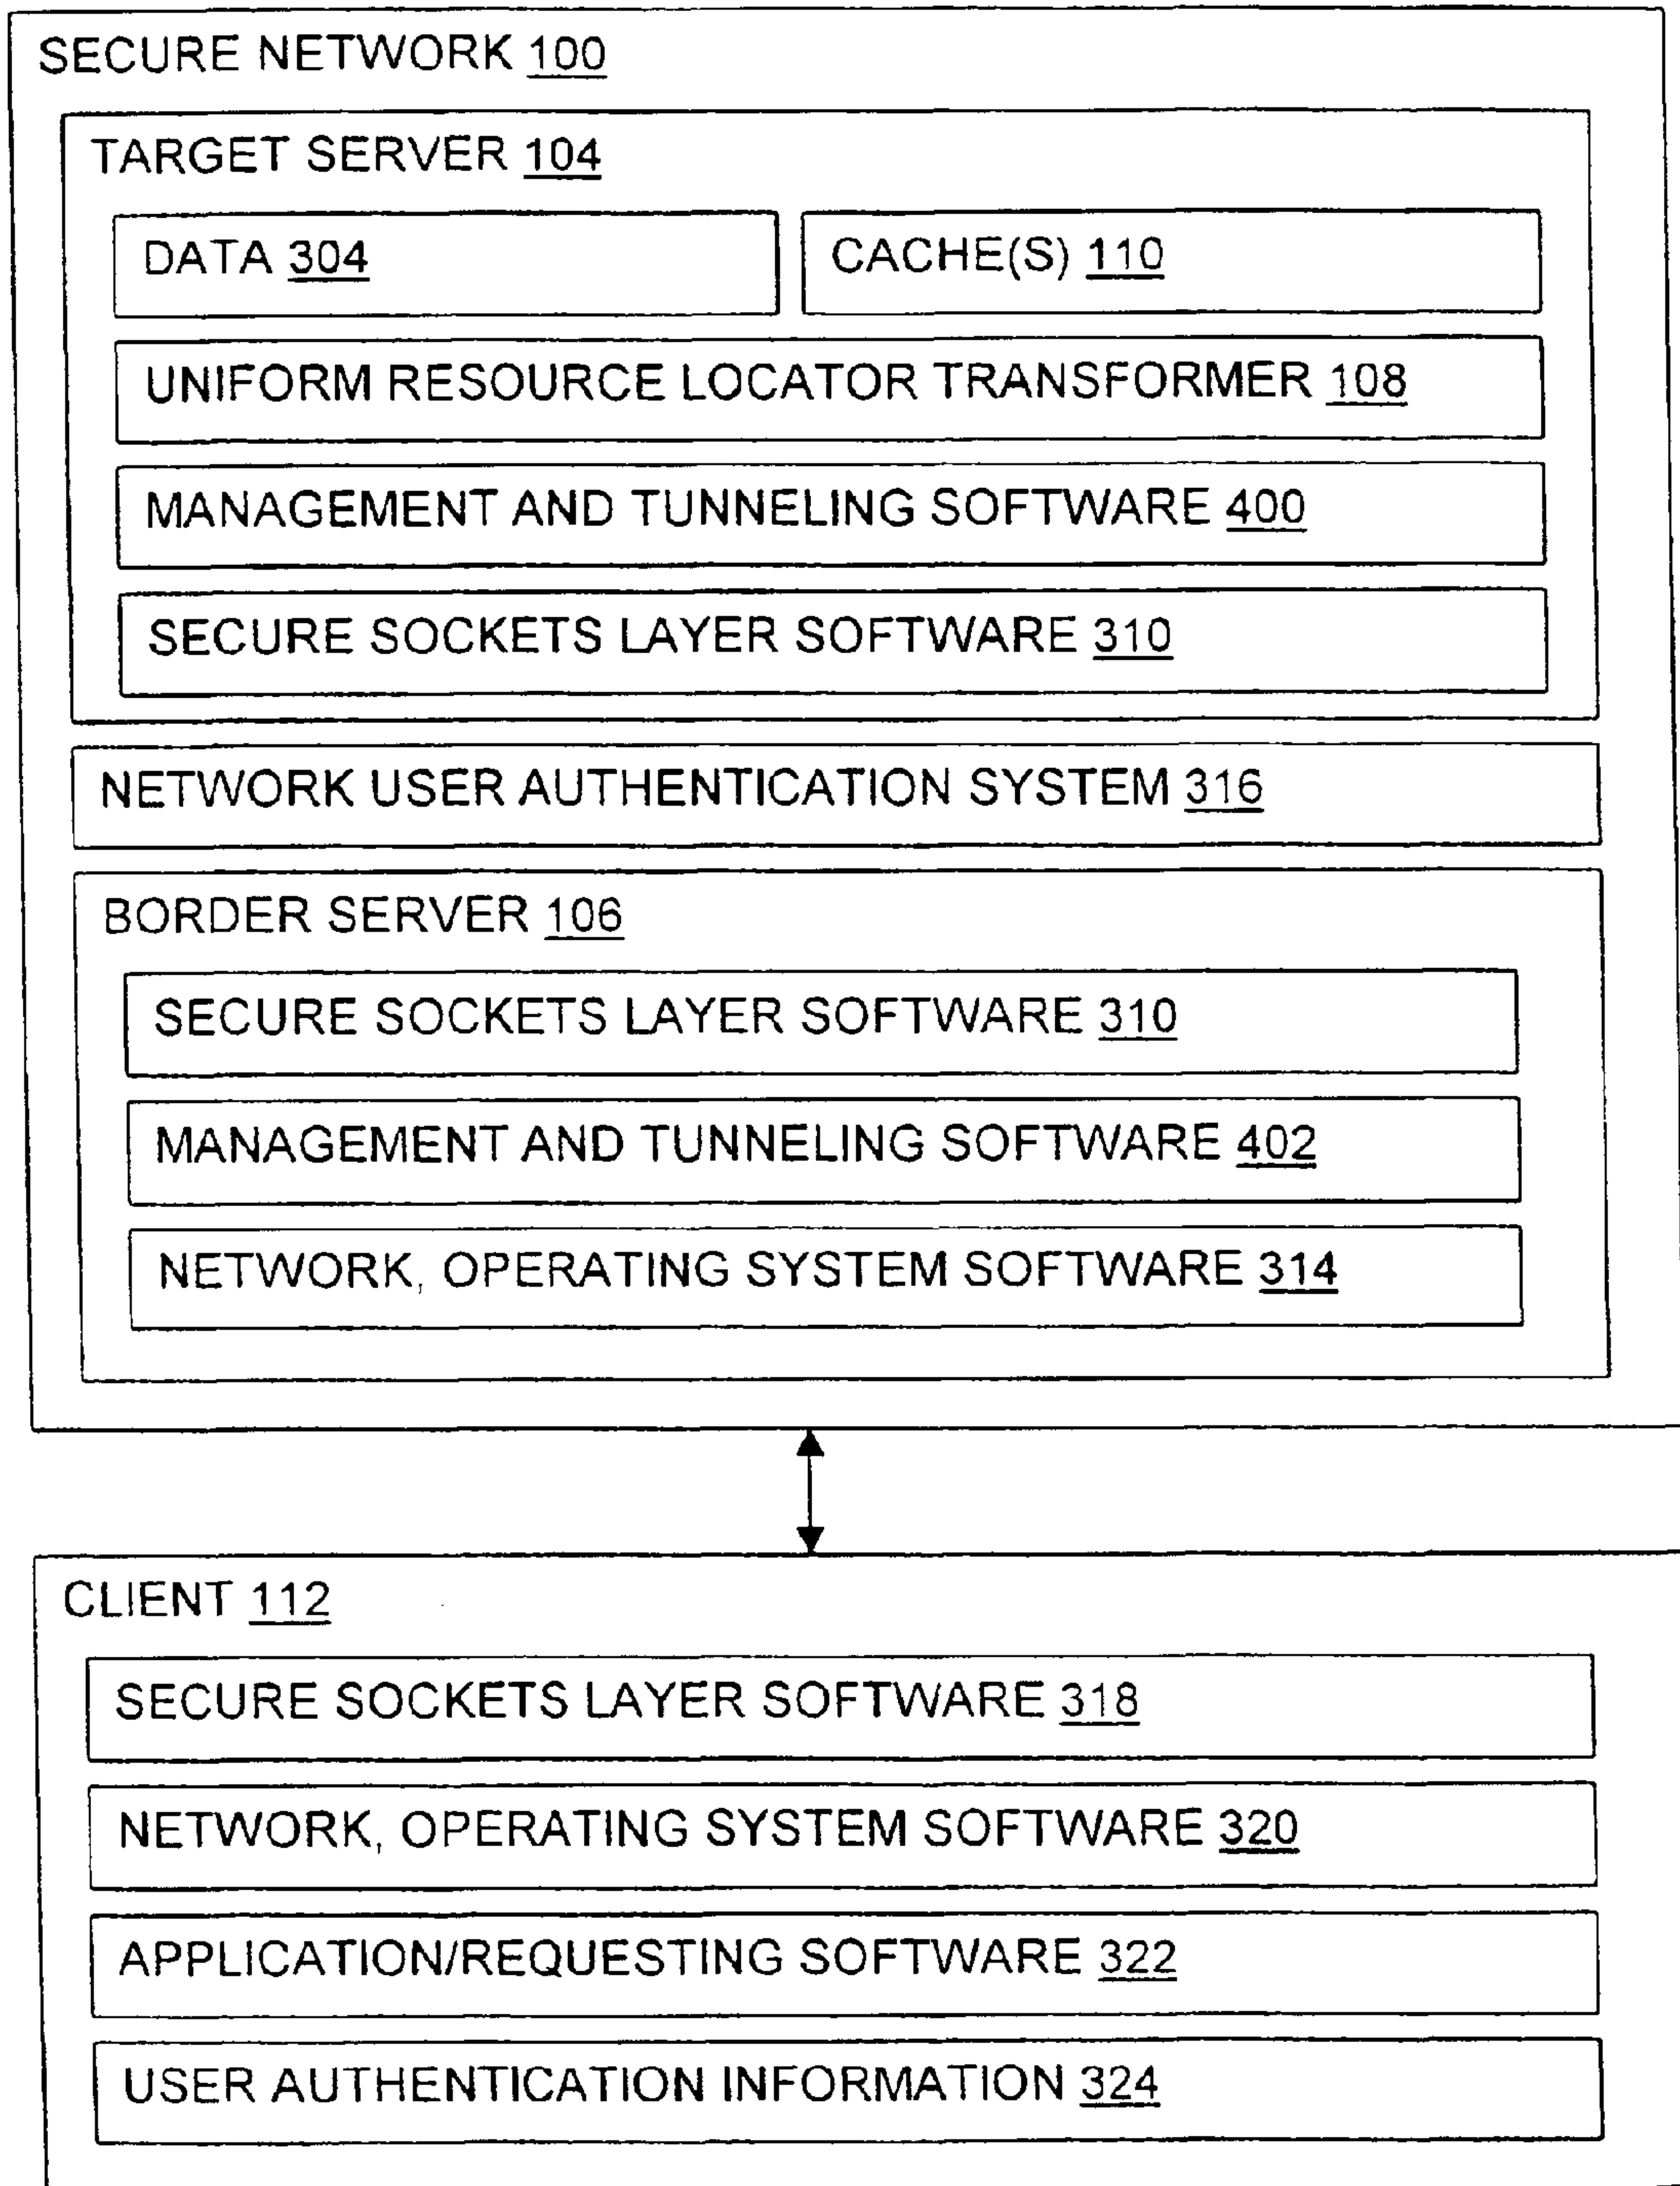 SECURE NETWORK 100
TARGET SERVER 104
DATA 304
CACHE(S) 110
UNIFORM RESOURCE LOCATOR TRANSFORMER 108
MANAGEMENT AND TUNNELING SOFTWARE 400
SECURE SOCKETS LAYER SOFTWARE 310
NETWORK USER AUTHENTICATION SYSTEM 316
BORDER SERVER 106
SECURE SOCKETS LAYER SOFTWARE 310
MANAGEMENT AND TUNNELING SOFTWARE 402
NETWORK, OPERATING SYSTEM SOFTWARE 314
CLIENT 112
SECURE SOCKETS LAYER SOFTWARE 318
NETWORK, OPERATING SYSTEM SOFTWARE 320
APPLICATION/REQUESTING SOFTWARE 322
USER AUTHENTICATION INFORMATION 324